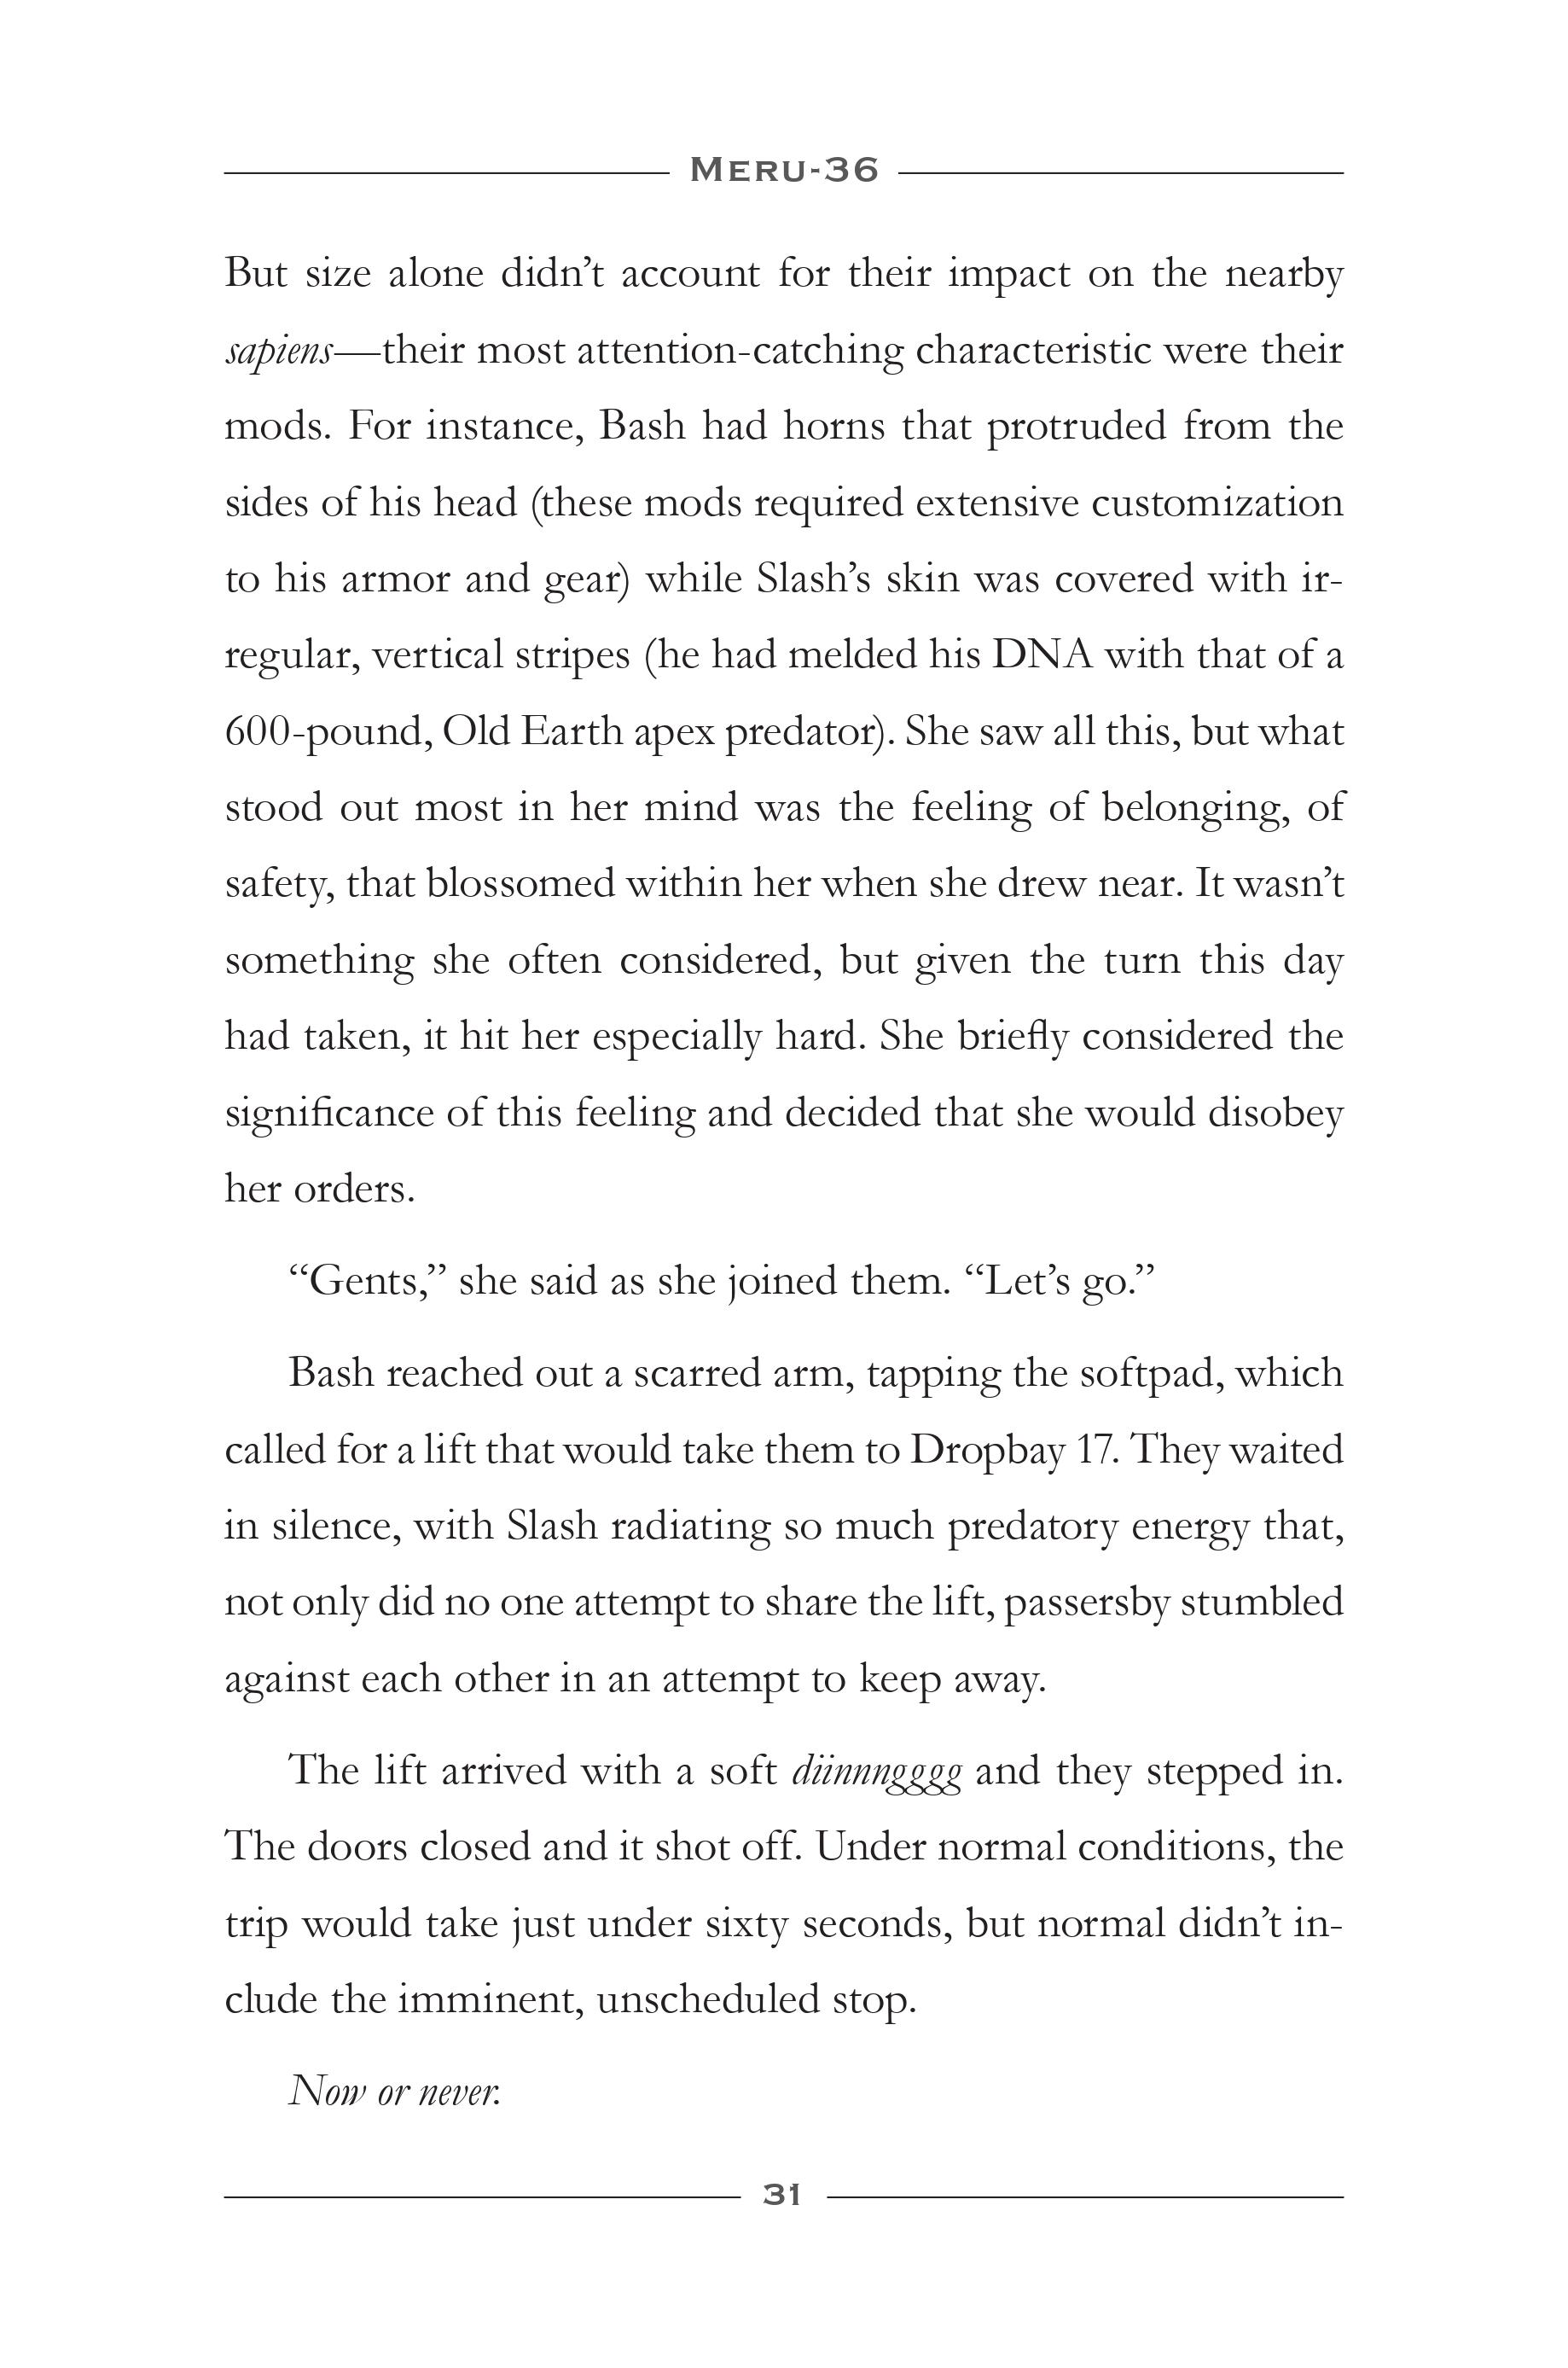 Meru-36
But size alone didn’t account for their impact on the nearby
sapiens—their most attention-catching characteristic were their
mods. For instance, Bash had horns that protruded from the
sides of his head (these mods required extensive customization
to his armor and gear) while Slash’s skin was covered with ir-
regular, vertical stripes (he had melded his DNA with that of a
600-pound, Old Earth apex predator). She saw all this, but what
stood out most in her mind was the feeling of belonging, of
safety, that blossomed within her when she drew near. It wasn’t
something she often considered, but given the turn this day
had taken, it hit her especially hard. She briefly considered the
significance of this feeling and decided that she would disobey
her orders.
“Gents,” she said as she joined them. “Let’s go.”
Bash reached out a scarred arm, tapping the softpad, which
called for a lift that would take them to Dropbay 17. They waited
in silence, with Slash radiating so much predatory energy that,
not only did no one attempt to share the lift, passersby stumbled
against each other in an attempt to keep away.
The lift arrived with a soft diinnngggg and they stepped in.
The doors closed and it shot off. Under normal conditions, the
trip would take just under sixty seconds, but normal didn’t in-
clude the imminent, unscheduled stop.
Now or never.
31